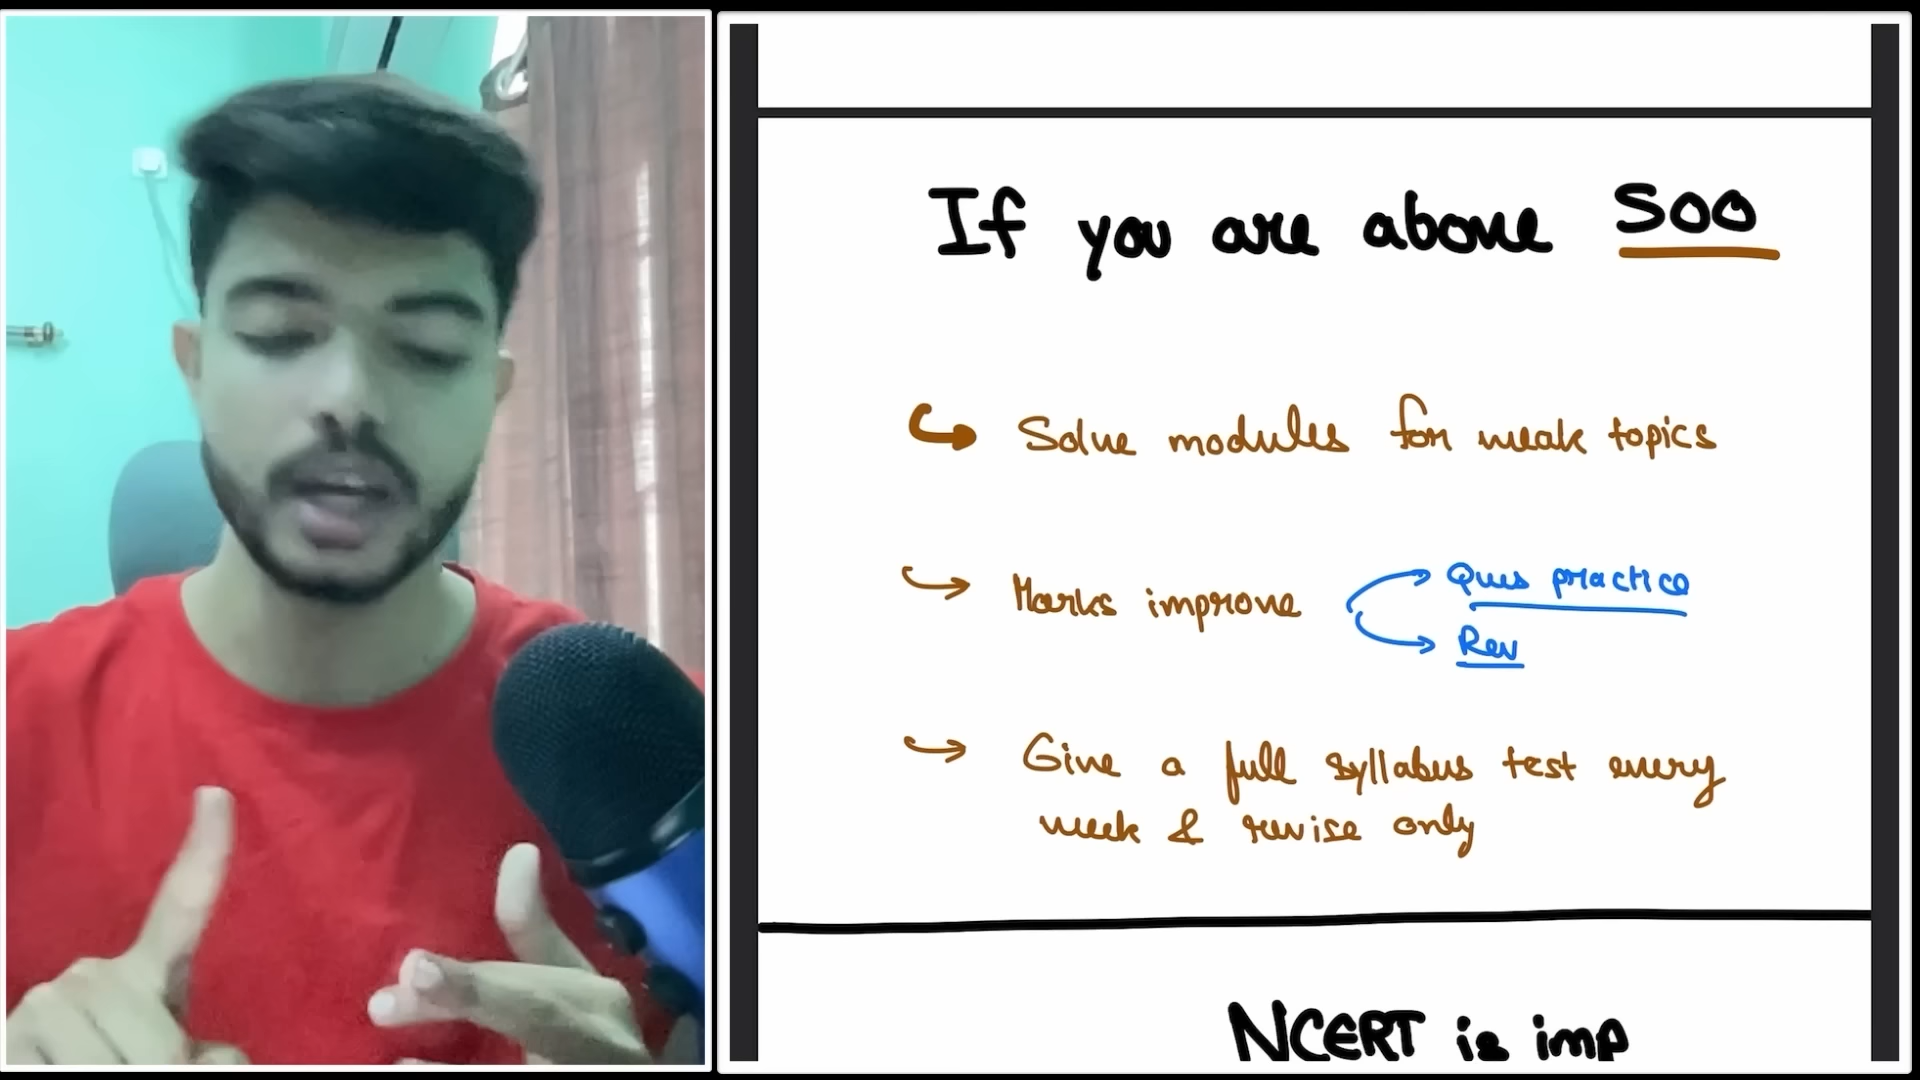 If you are above 500
Solve modules for weak topics
Marks improve
Ques practice
Rev
Give a full syllabus test every
week & revise only
NCERT is imp